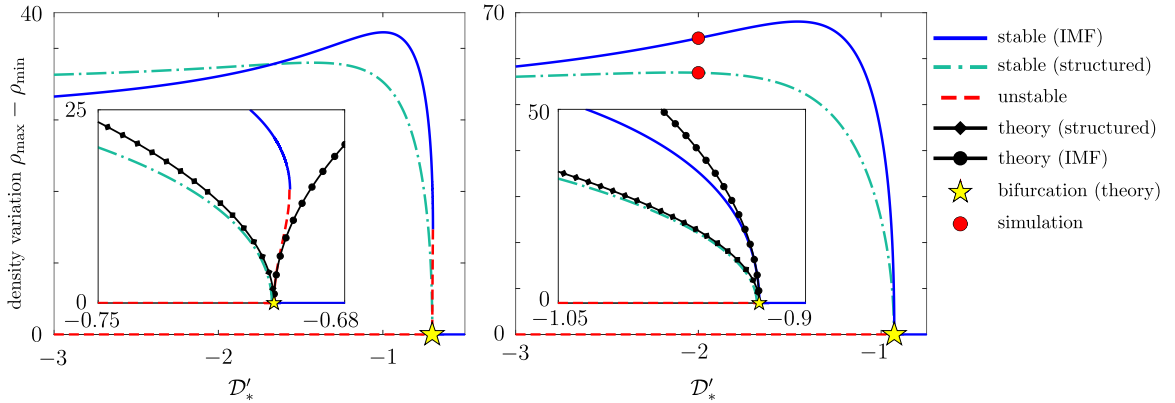 40
density variation ρmax − ρmin
25
0
−0.75
−0.68
0
−3
−2
−1
𝒟′*
70
50
0
−1.05
−0.9
0
−3
−2
−1
𝒟′*
stable (IMF)
stable (structured)
unstable
theory (structured)
theory (IMF)
bifurcation (theory)
simulation